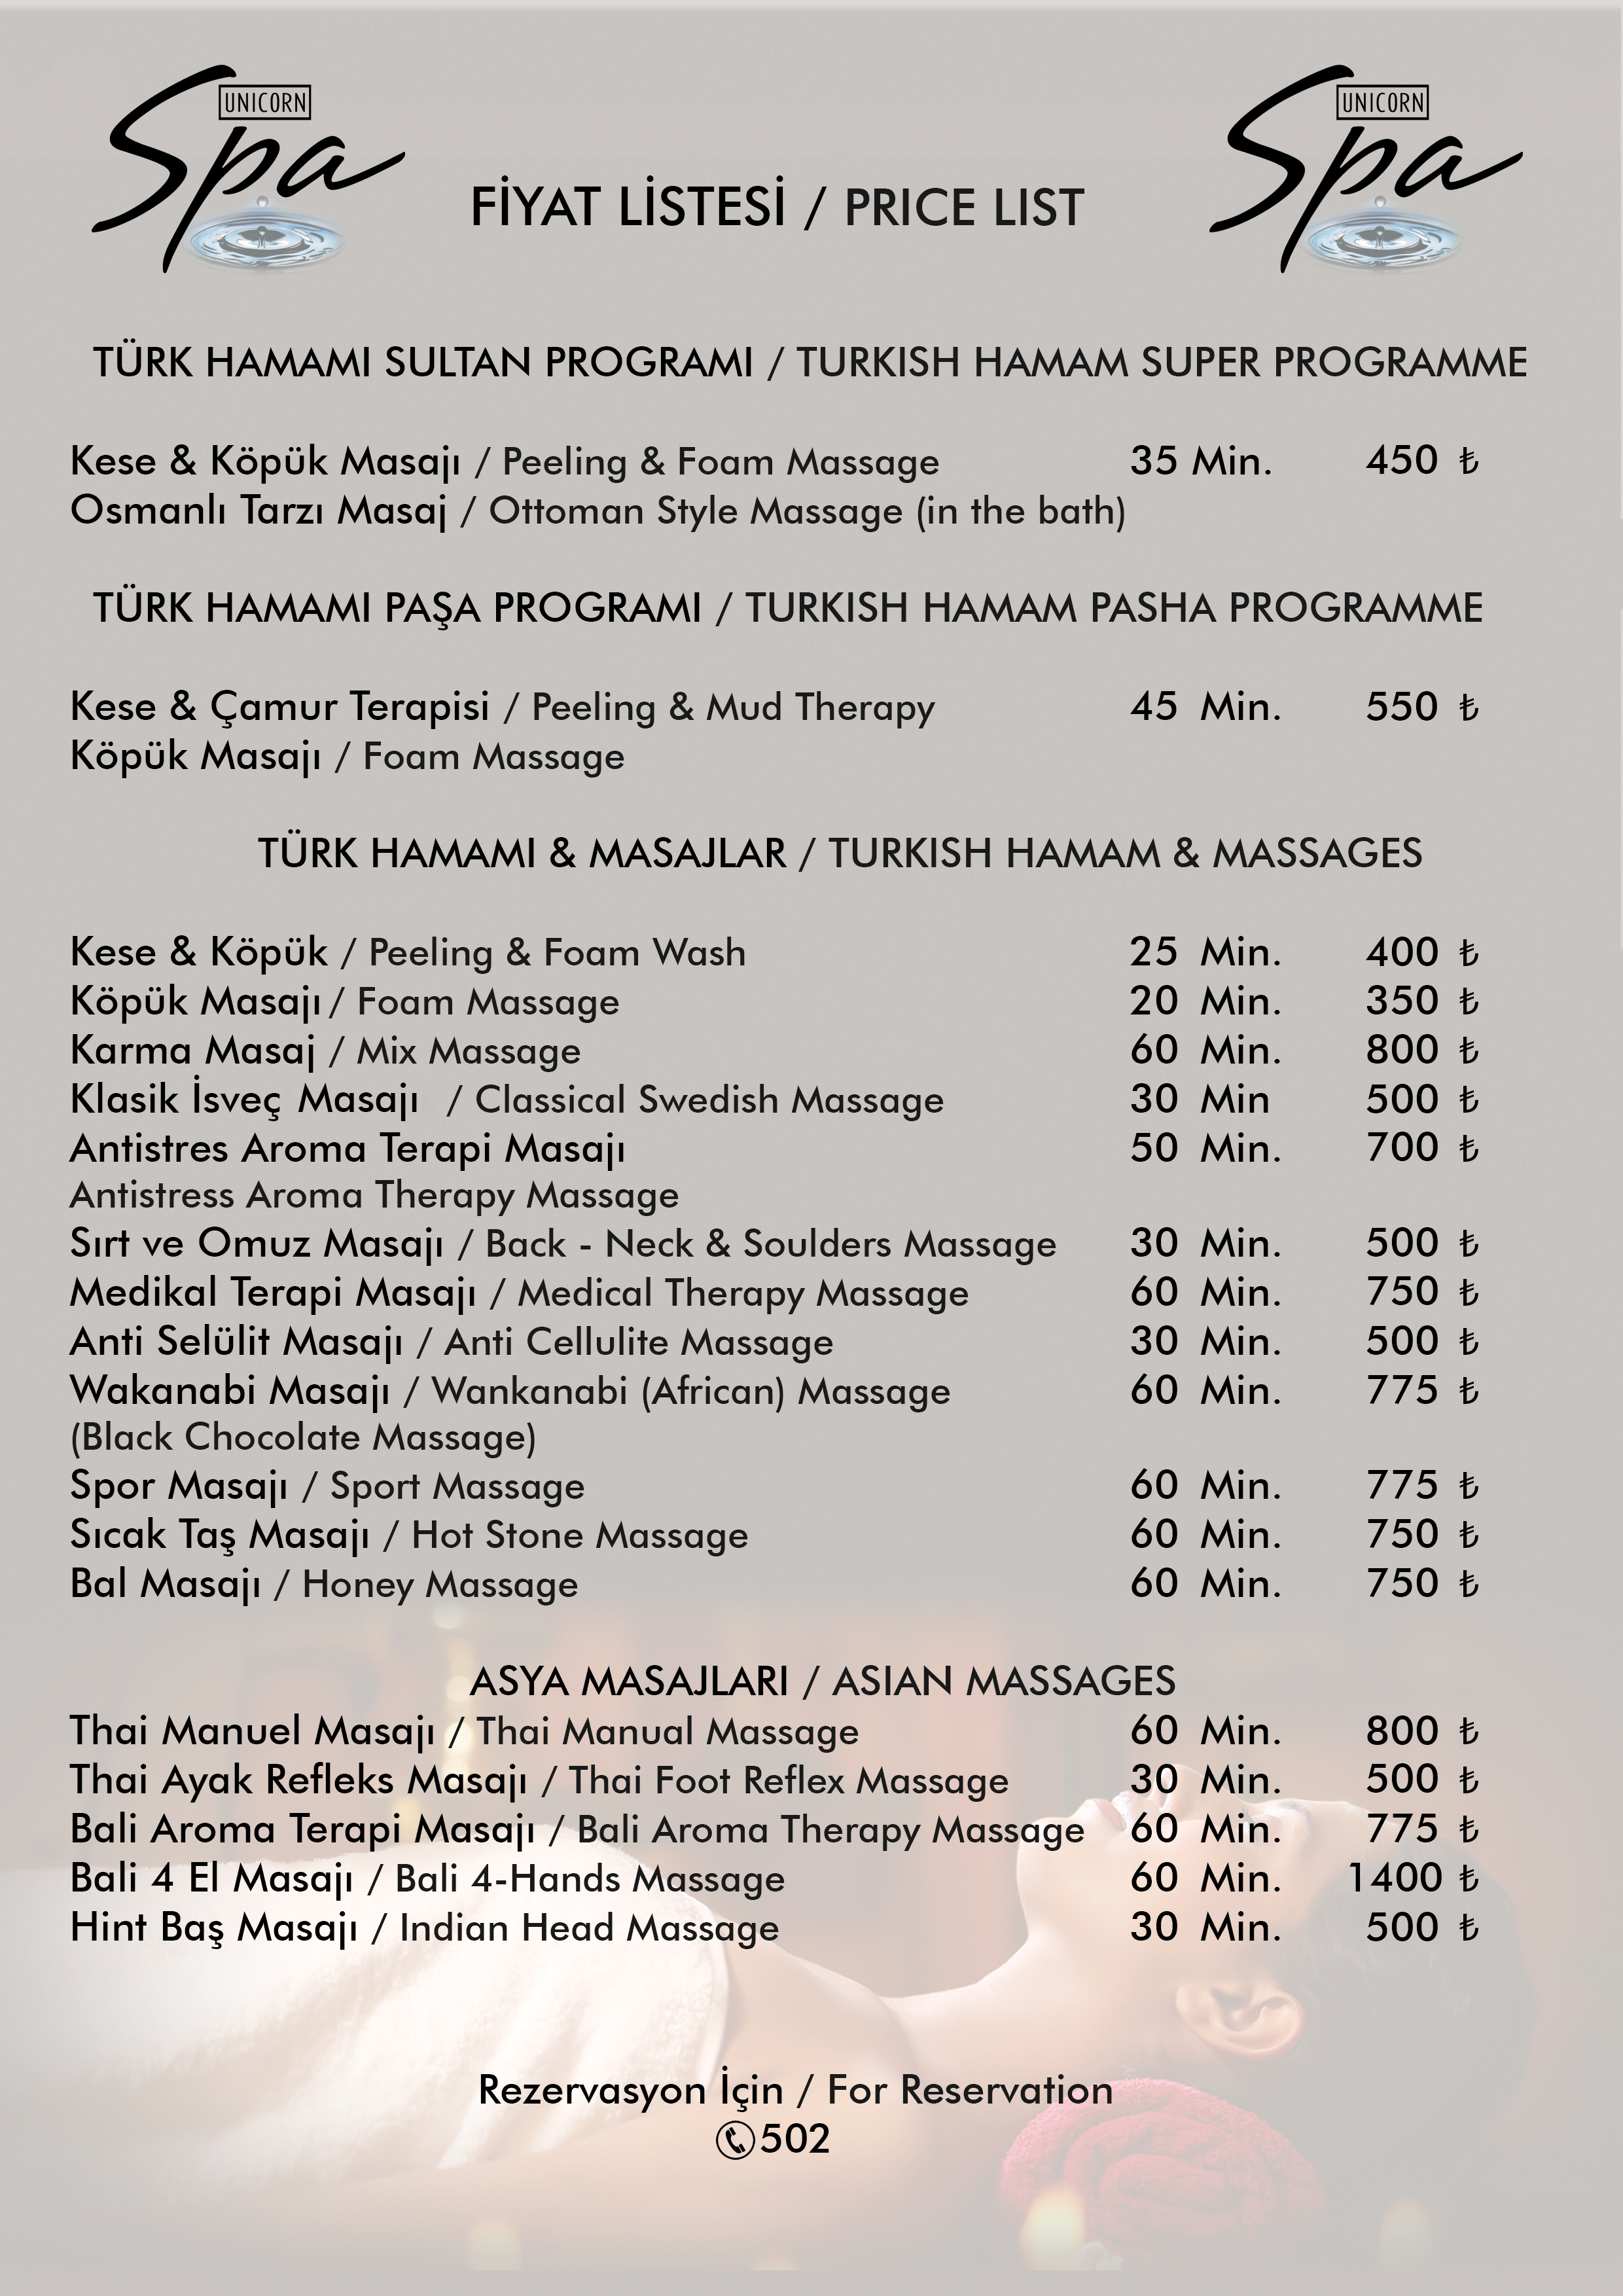 UNICORN
Spa
UNICORN
Spa
FİYAT LİSTESİ / PRICE LIST
TÜRK HAMAMI SULTAN PROGRAMI / TURKISH HAMAM SUPER PROGRAMME
Kese & Köpük Masajı / Peeling & Foam Massage 35 Min. 450 ₺
Osmanlı Tarzı Masaj / Ottoman Style Massage (in the bath)
TÜRK HAMAMI PAŞA PROGRAMI / TURKISH HAMAM PASHA PROGRAMME
Kese & Çamur Terapisi / Peeling & Mud Therapy 45 Min. 550 ₺
Köpük Masajı / Foam Massage
TÜRK HAMAMI & MASAJLAR / TURKISH HAMAM & MASSAGES
Kese & Köpük / Peeling & Foam Wash 25 Min. 400 ₺
Köpük Masajı / Foam Massage 20 Min. 350 ₺
Karma Masaj / Mix Massage 60 Min. 800 ₺
Klasik İsveç Masajı / Classical Swedish Massage 30 Min 500 ₺
Antistres Aroma Terapi Masajı 50 Min. 700 ₺
Antistress Aroma Therapy Massage
Sırt ve Omuz Masajı / Back - Neck & Soulders Massage 30 Min. 500 ₺
Medikal Terapi Masajı / Medical Therapy Massage 60 Min. 750 ₺
Anti Selülit Masajı / Anti Cellulite Massage 30 Min. 500 ₺
Wakanabi Masajı / Wankanabi (African) Massage 60 Min. 775 ₺
(Black Chocolate Massage)
Spor Masajı / Sport Massage 60 Min. 775 ₺
Sıcak Taş Masajı / Hot Stone Massage 60 Min. 750 ₺
Bal Masajı / Honey Massage 60 Min. 750 ₺
ASYA MASAJLARI / ASIAN MASSAGES
Thai Manuel Masajı / Thai Manual Massage 60 Min. 800 ₺
Thai Ayak Refleks Masajı / Thai Foot Reflex Massage 30 Min. 500 ₺
Bali Aroma Terapi Masajı / Bali Aroma Therapy Massage 60 Min. 775 ₺
Bali 4 El Masajı / Bali 4-Hands Massage 60 Min. 1400 ₺
Hint Baş Masajı / Indian Head Massage 30 Min. 500 ₺
Rezervasyon İçin / For Reservation
502